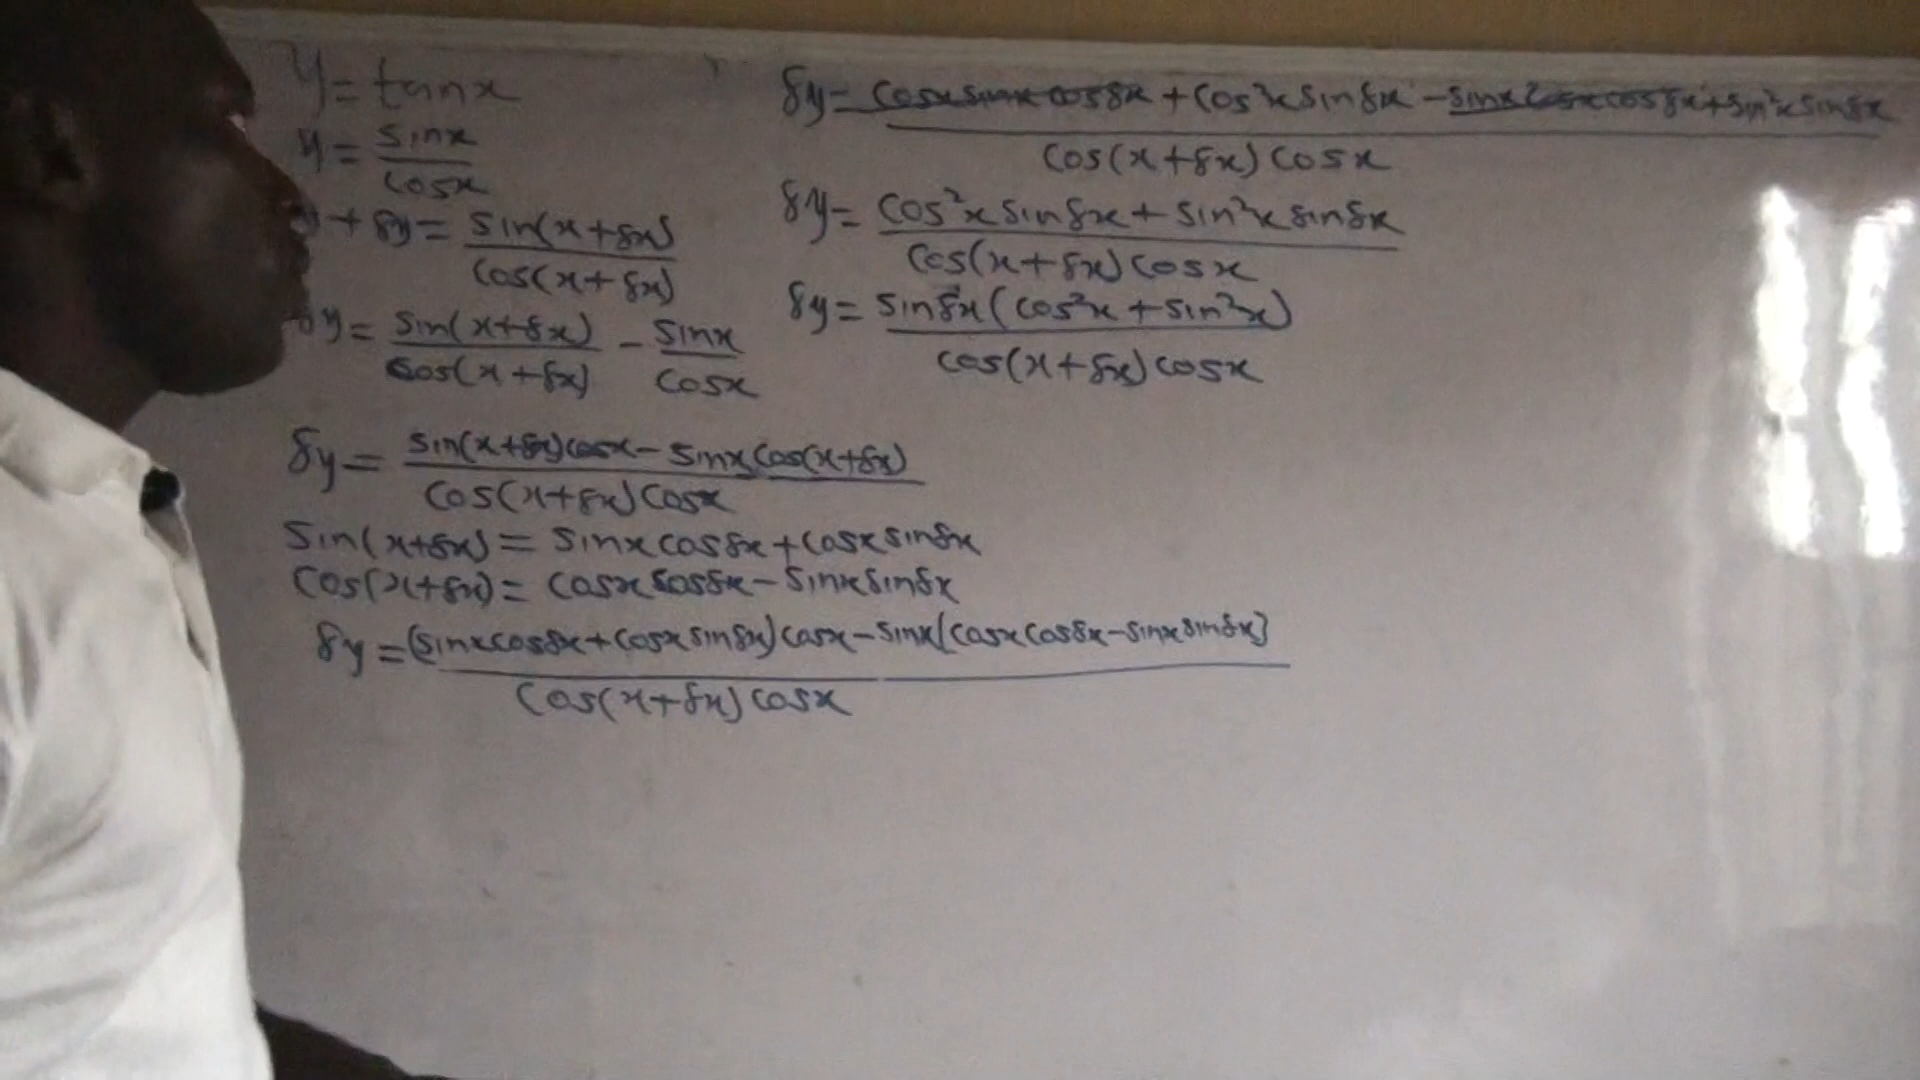 y = tanx
y = sinx/cosx
y + δy = sin(x+δx)/cos(x+δx)
δy = sin(x+δx)/cos(x+δx) - sinx/cosx
δy = sin(x+δx)cosx - sinx cos(x+δx)/cos(x+δx)cosx
sin(x+δx) = sinx cosδx + cosx sinδx
cos(x+δx) = cosx cosδx - sinx sinδx
δy = (sinx cosδx + cosx sinδx)cosx - sinx(cosx cosδx - sinx sinδx)
cos(x+δx)cosx
δy = cosx sinx cosδx + cos²x sinδx - sinx cosx cosδx + sin²x sinδx
cos(x+δx)cosx
δy = cos²x sinδx + sin²x sinδx
cos(x+δx)cosx
δy = sinδx(cos²x + sin²x)
cos(x+δx)cosx